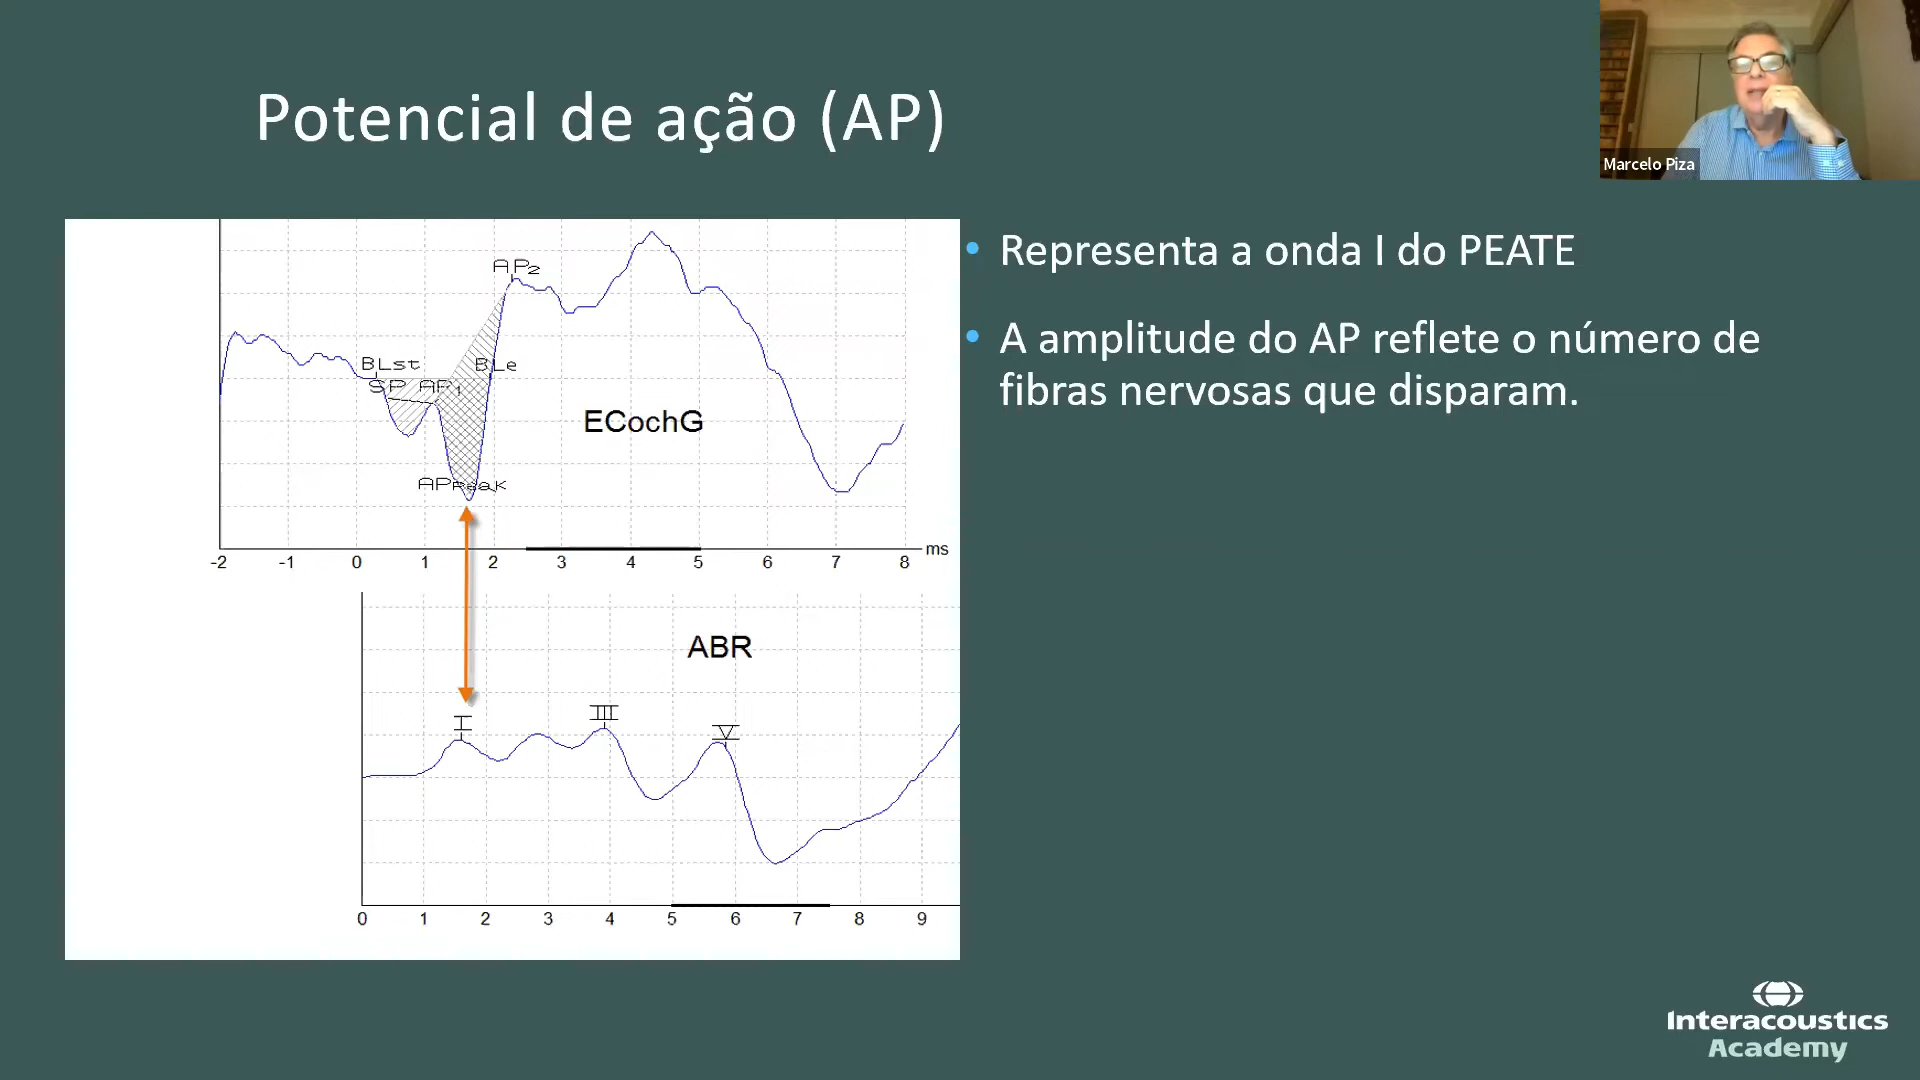 Potencial de ação (AP)
Marcelo Piza
• Representa a onda I do PEATE
• A amplitude do AP reflete o número de
fibras nervosas que disparam.
AP2
BLst
BLe
SP AP1
ECochG
APPeak
ms
-2 -1 0 1 2 3 4 5 6 7 8
ABR
I III V
0 1 2 3 4 5 6 7 8 9
Interacoustics
Academy